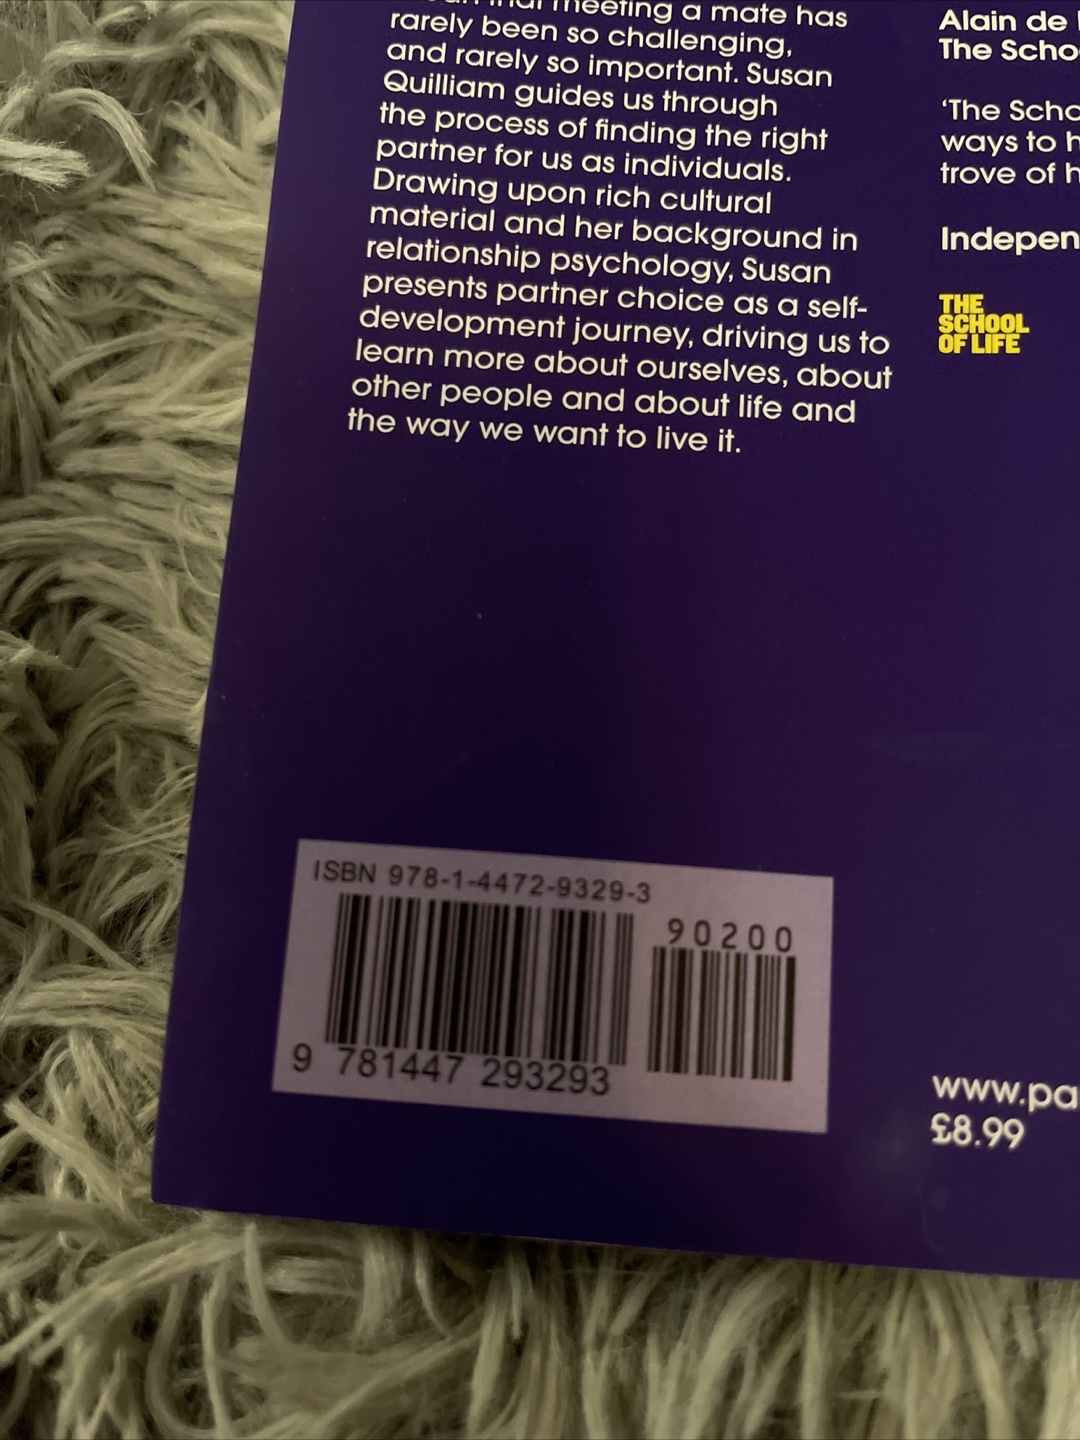 meeting a mate has
rarely been so challenging,
and rarely so important. Susan
Quilliam guides us through
the process of finding the right
partner for us as individuals.
Drawing upon rich cultural
material and her background in
relationship psychology, Susan
presents partner choice as a self-
development journey, driving us to
learn more about ourselves, about
other people and about life and
the way we want to live it.
Alain de
The Scho
‘The Scho
ways to h
trove of h
Indepen
THE
SCHOOL
OF LIFE
ISBN 978-1-4472-9329-3
90200
9 781447 293293
www.pa
£8.99